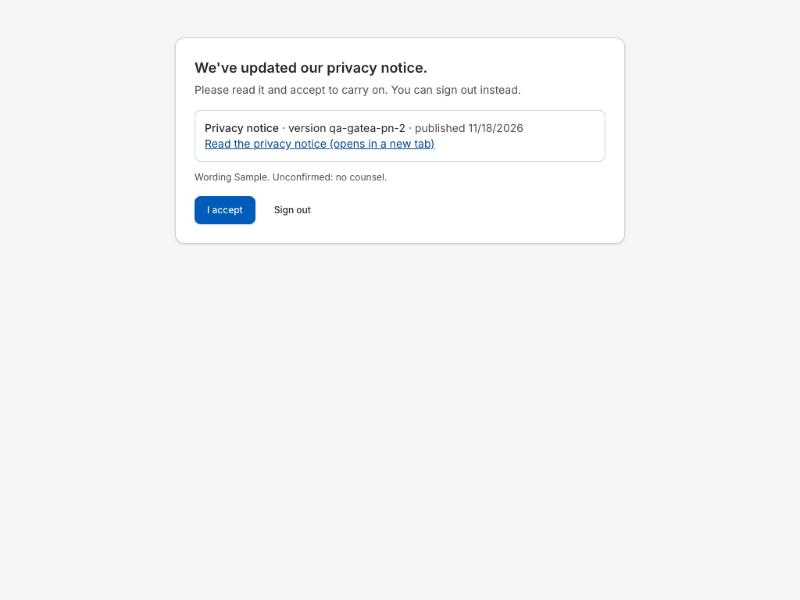 We've updated our privacy notice.
Please read it and accept to carry on. You can sign out instead.
Privacy notice · version qa-gatea-pn-2 · published 11/18/2026
Read the privacy notice (opens in a new tab)
Wording Sample. Unconfirmed: no counsel.
I accept
Sign out